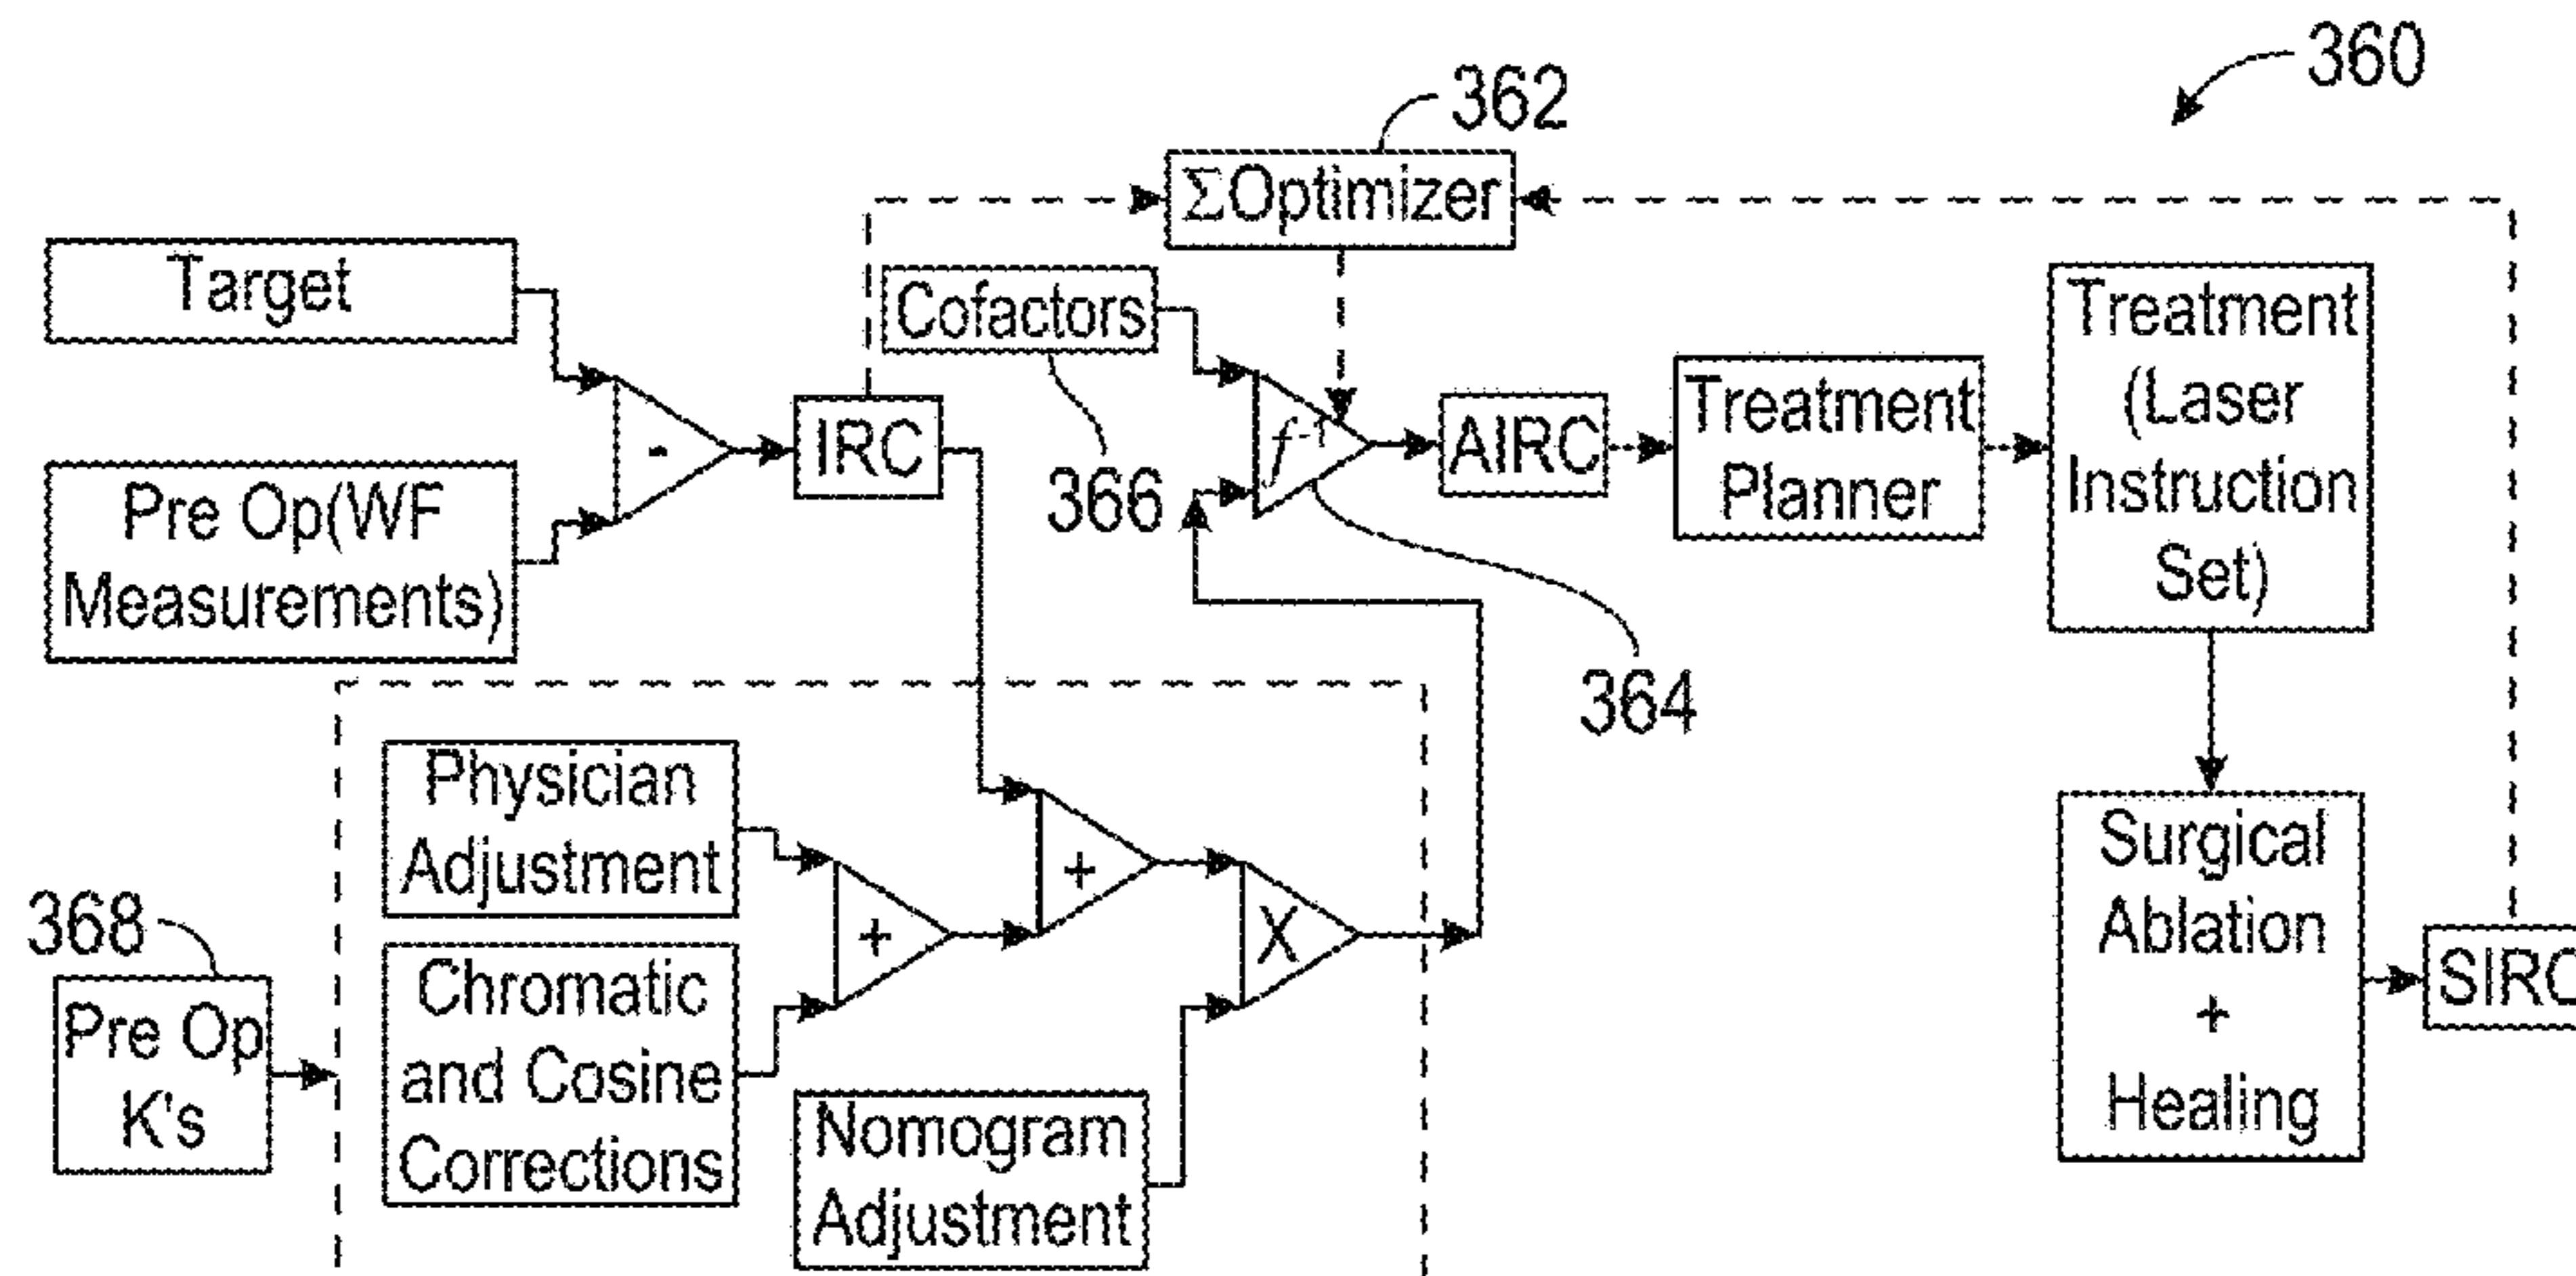 360
362
ΣOptimizer
Target
Cofactors
Treatment
(Laser
Instruction
Set)
Treatment
Planner
-
IRC
f-1
AIRC
Pre Op(WF
Measurements)
366
364
Physician
Adjustment
Surgical
Ablation
+
Healing
+
+
X
368
Pre Op
K's
Chromatic
and Cosine
Corrections
SIRC
Nomogram
Adjustment